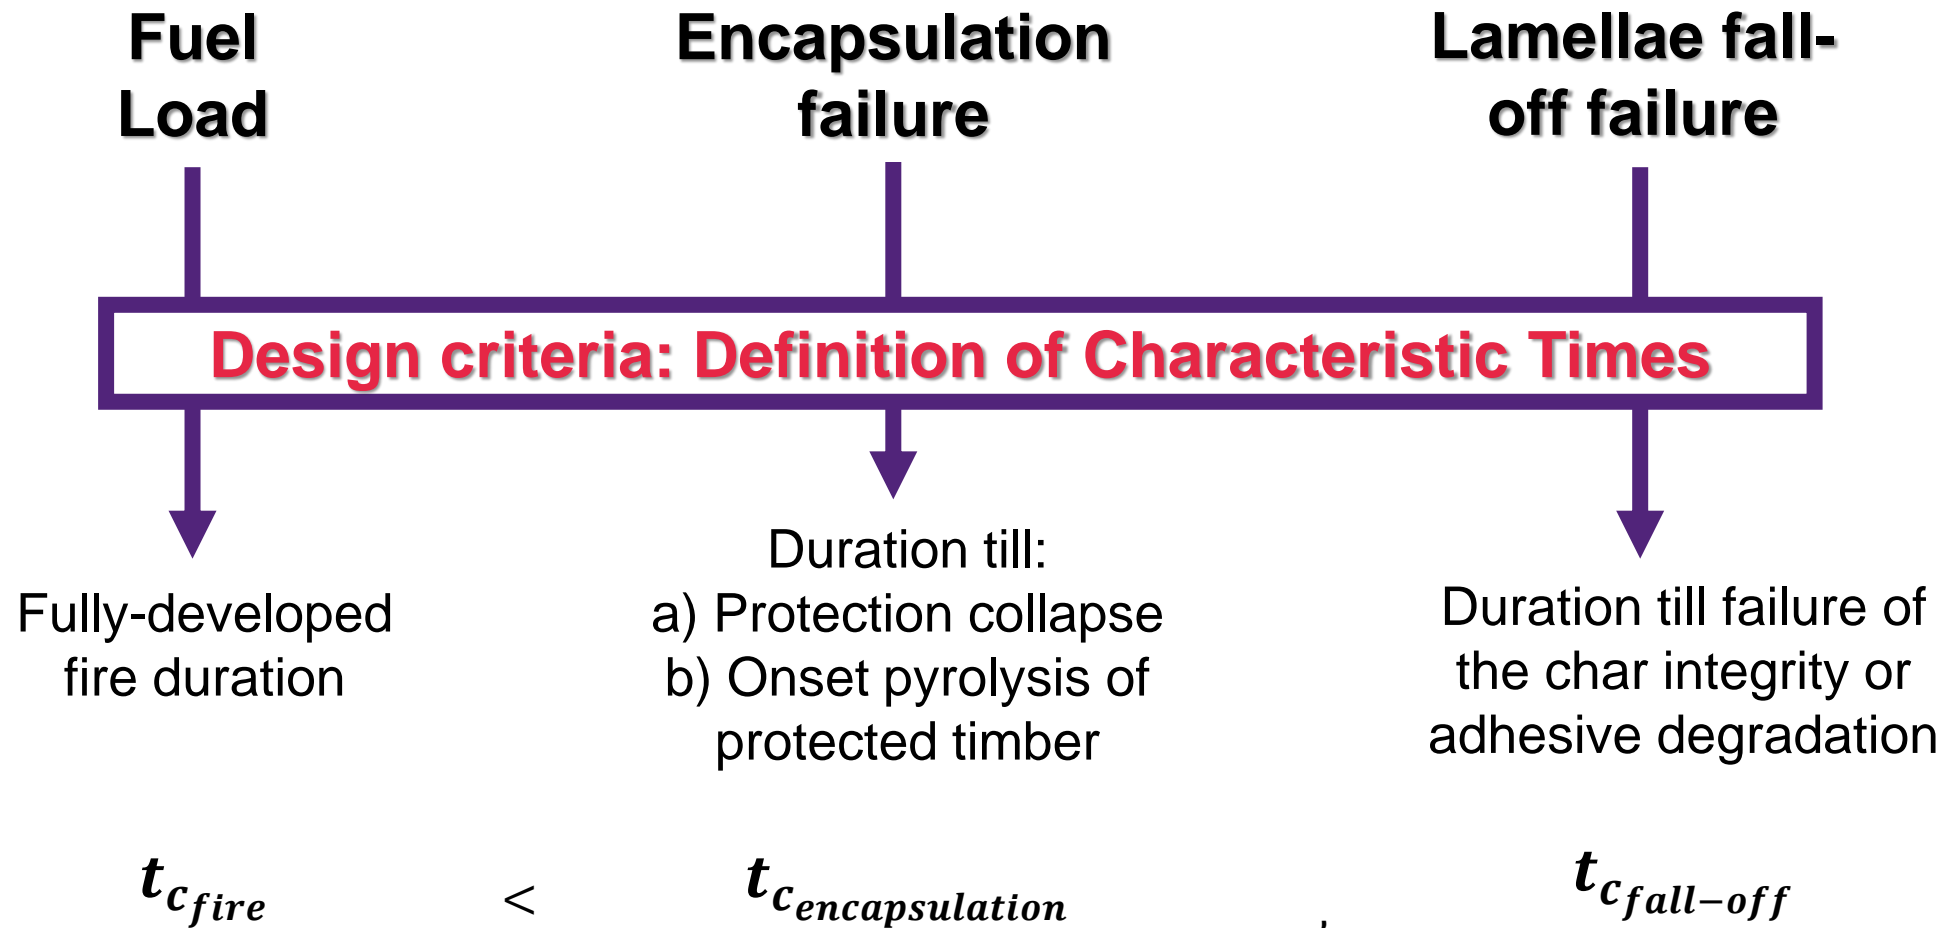 Fuel
Load
Encapsulation
failure
Lamellae fall-
off failure
Design criteria: Definition of Characteristic Times
Fully-developed
fire duration
Duration till:
a) Protection collapse
b) Onset pyrolysis of
protected timber
Duration till failure of
the char integrity or
adhesive degradation
t_{c_{fire}} < t_{c_{encapsulation}} , t_{c_{fall-off}}